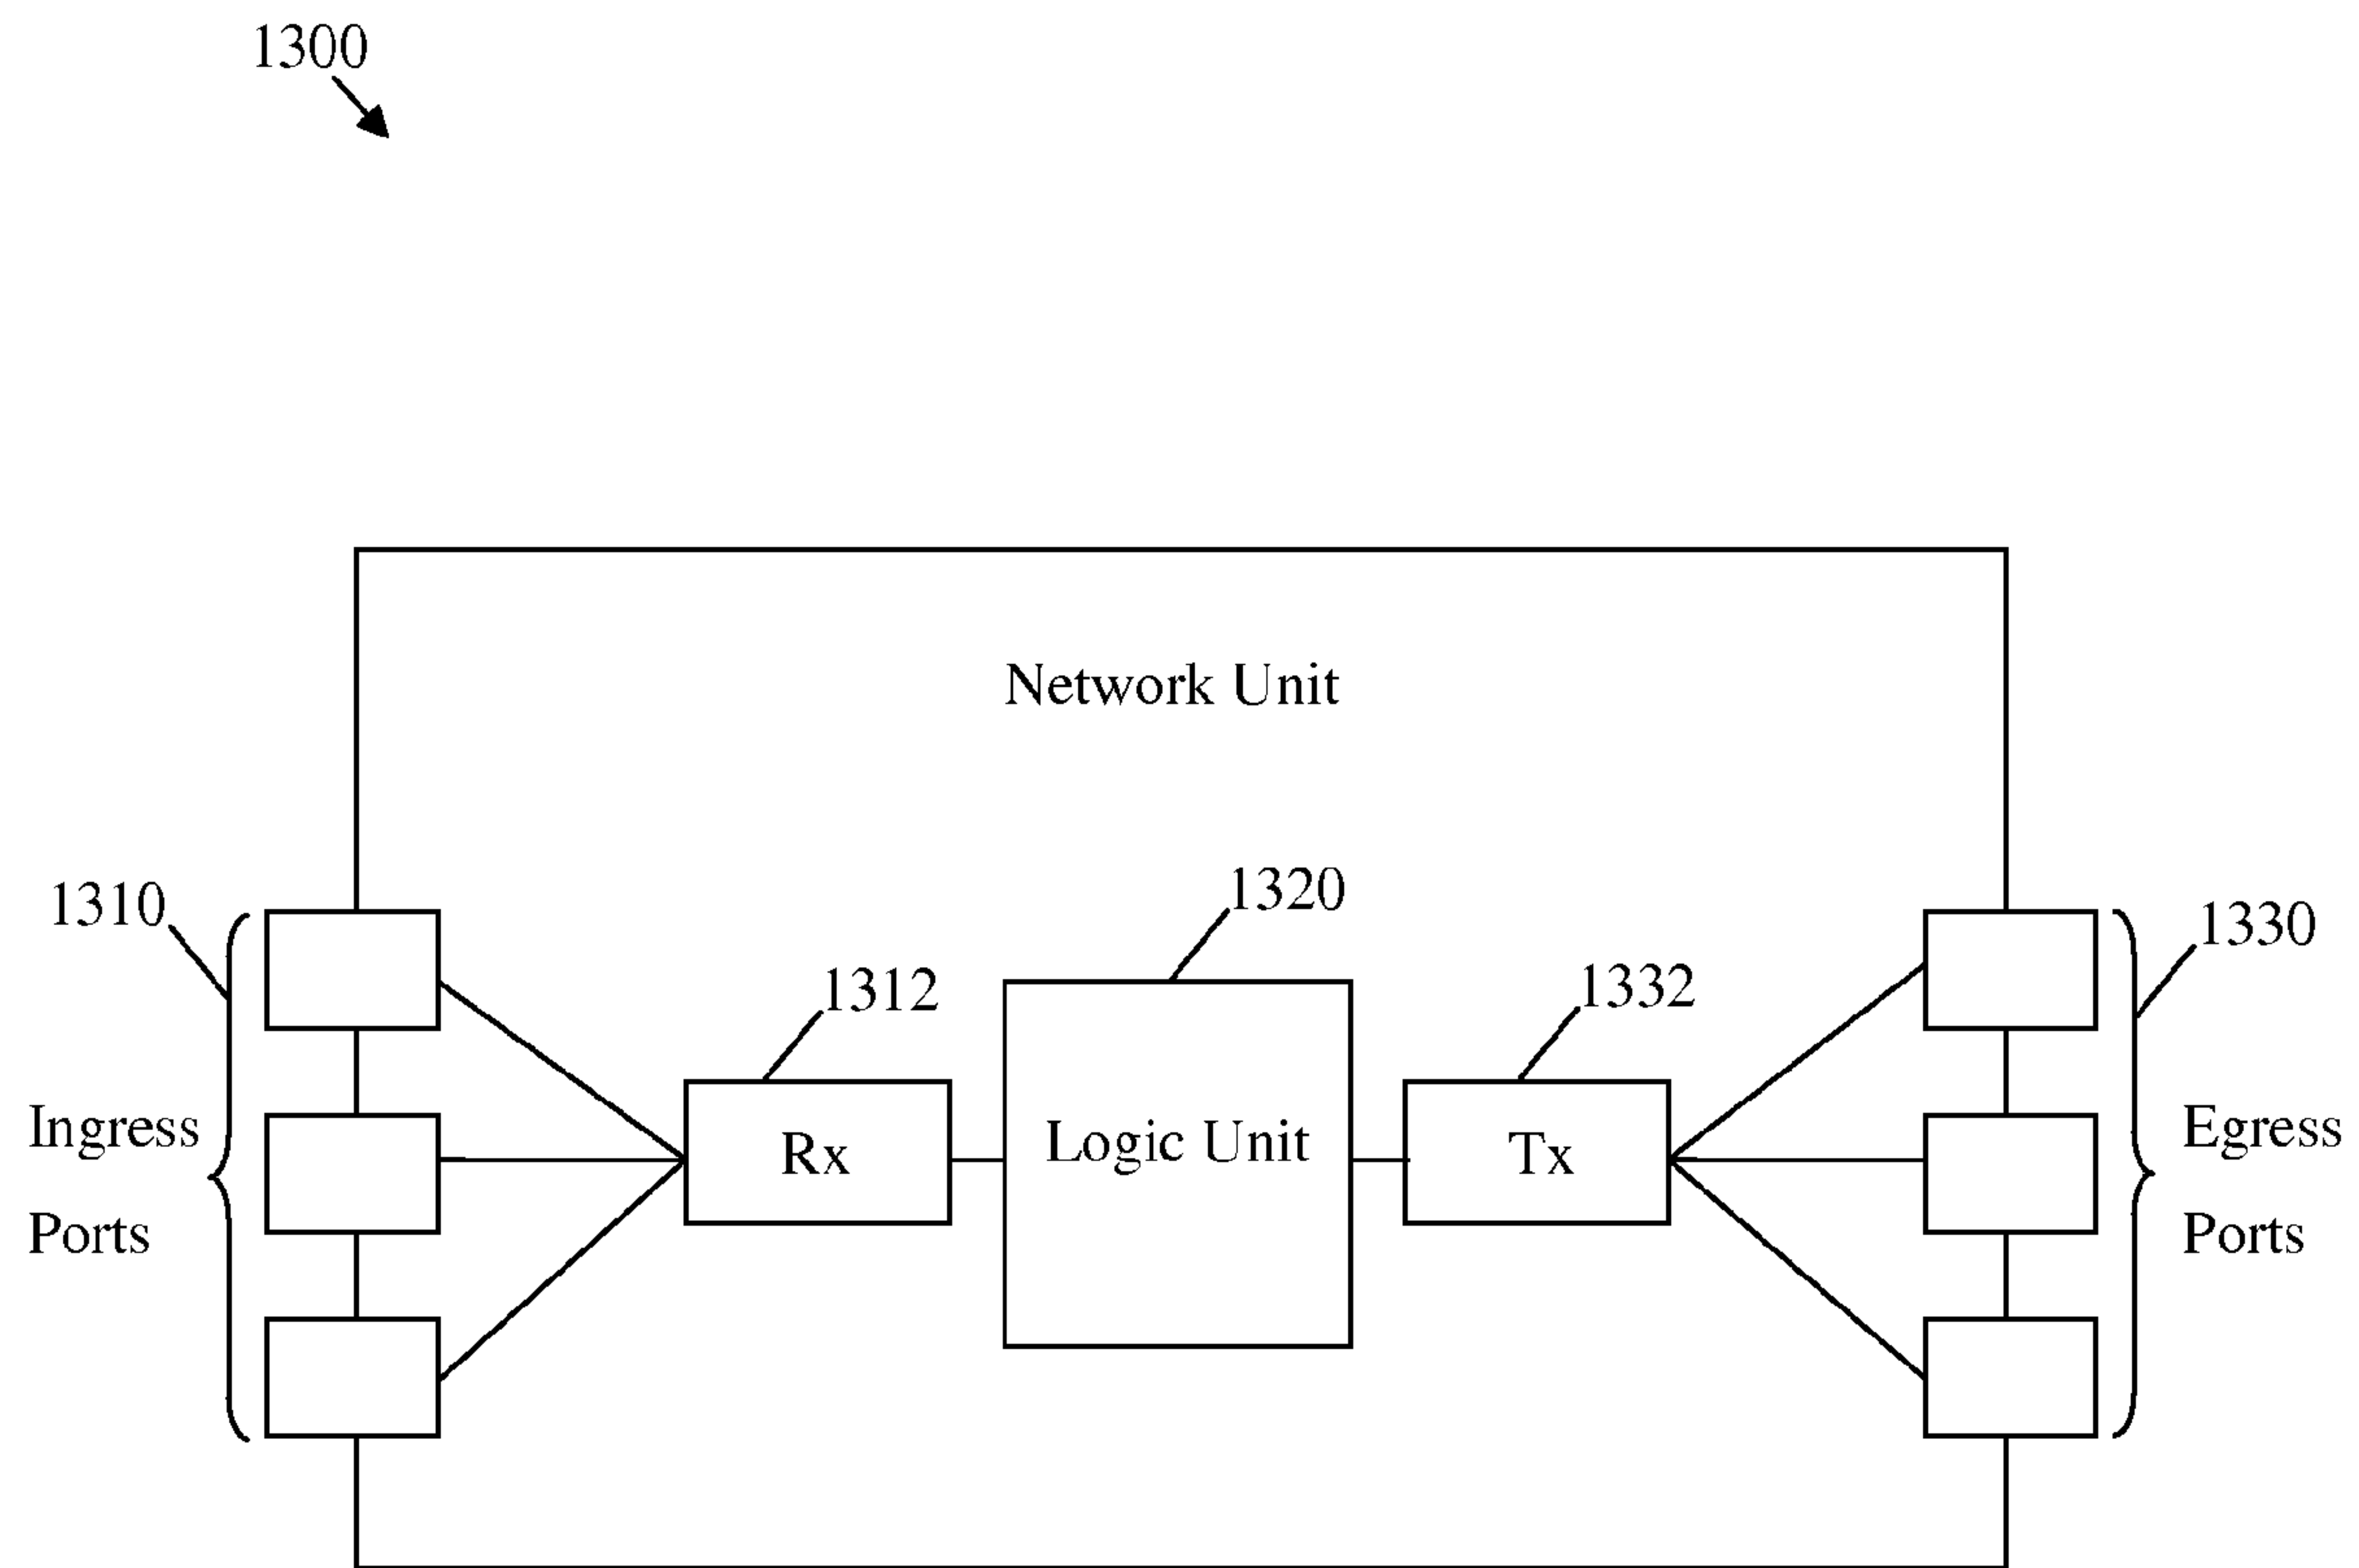 1300
Network Unit
1310
1320
1330
1312
1332
Ingress
Ports
Rx
Logic Unit
Tx
Egress
Ports